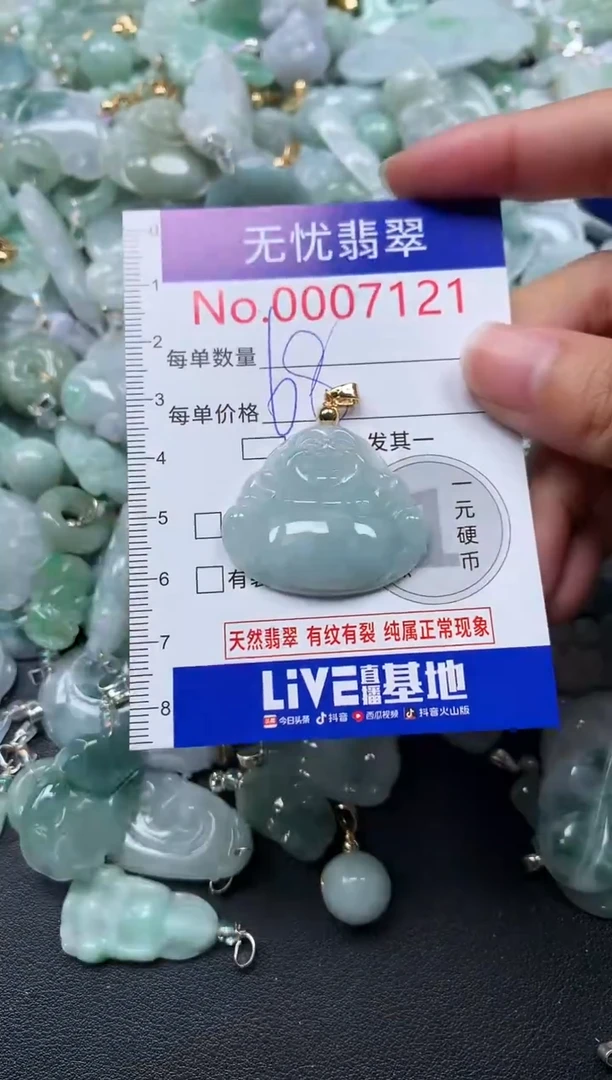 无忧翡翠
No.0007121
每单数量
每单价格 68
发其一
一元硬币
1
有
天然翡翠 有纹有裂 纯属正常现象
LiVE直播基地
今日头条 抖音 西瓜视频 抖音火山版
0
1
2
3
4
5
6
7
8